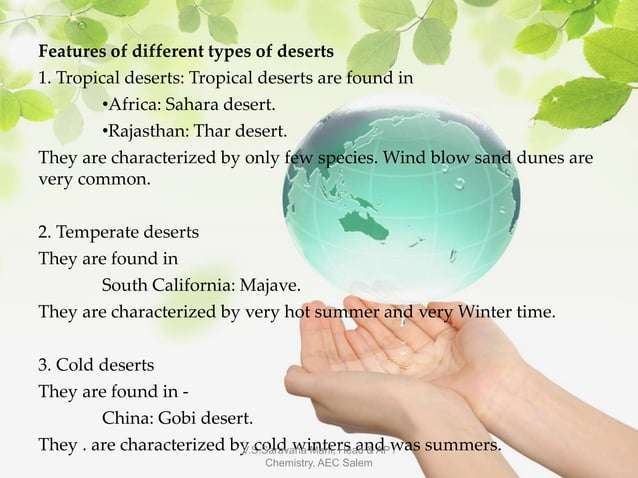 Features of different types of deserts
1. Tropical deserts: Tropical deserts are found in
•Africa: Sahara desert.
•Rajasthan: Thar desert.
They are characterized by only few species. Wind blow sand dunes are
very common.
2. Temperate deserts
They are found in
South California: Majave.
They are characterized by very hot summer and very Winter time.
3. Cold deserts
They are found in -
China: Gobi desert.
They . are characterized by cold winters and was summers.
Head & AP
Chemistry, AEC Salem